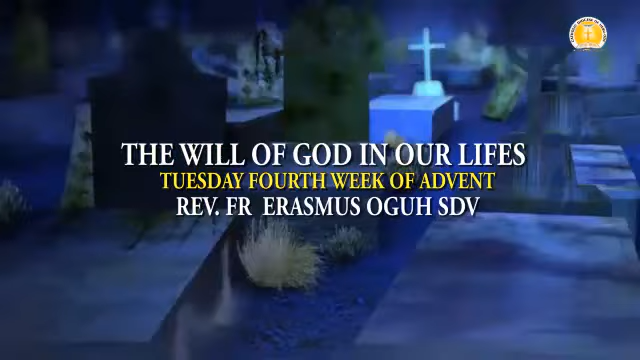 THE WILL OF GOD IN OUR LIFES
TUESDAY FOURTH WEEK OF ADVENT
REV. FR ERASMUS OGUH SDV